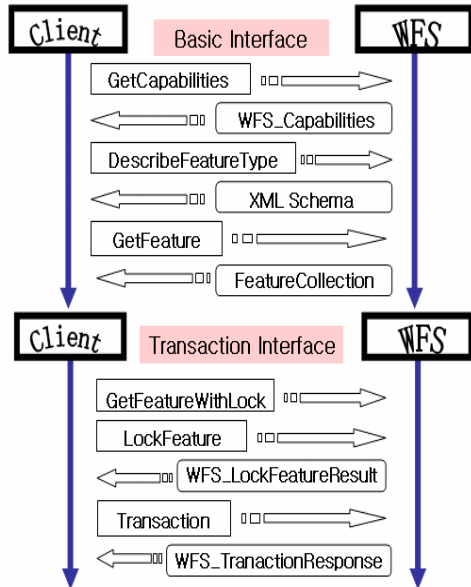 Client
Basic Interface
WFS
GetCapabilities
WFS_Capabilities
DescribeFeatureType
XML Schema
GetFeature
FeatureCollection
Client
Transaction Interface
WFS
GetFeatureWithLock
LockFeature
WFS_LockFeatureResult
Transaction
WFS_TranactionResponse